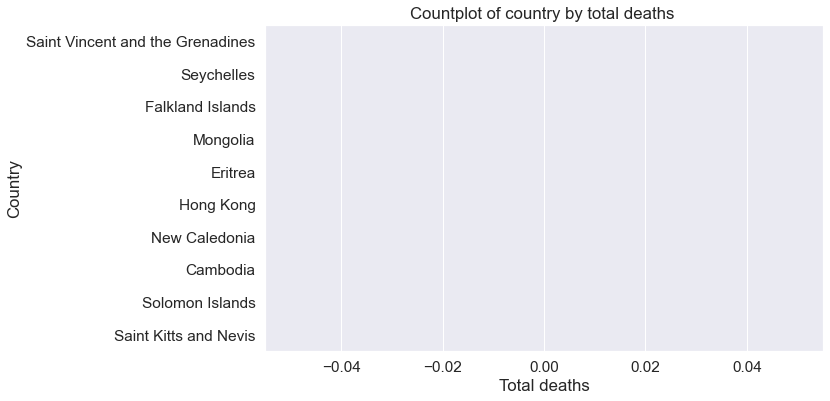 Countplot of country by total deaths
Saint Vincent and the Grenadines
Seychelles
Falkland Islands
Mongolia
Eritrea
Hong Kong
New Caledonia
Cambodia
Solomon Islands
Saint Kitts and Nevis
Country
−0.04 −0.02 0.00 0.02 0.04
Total deaths